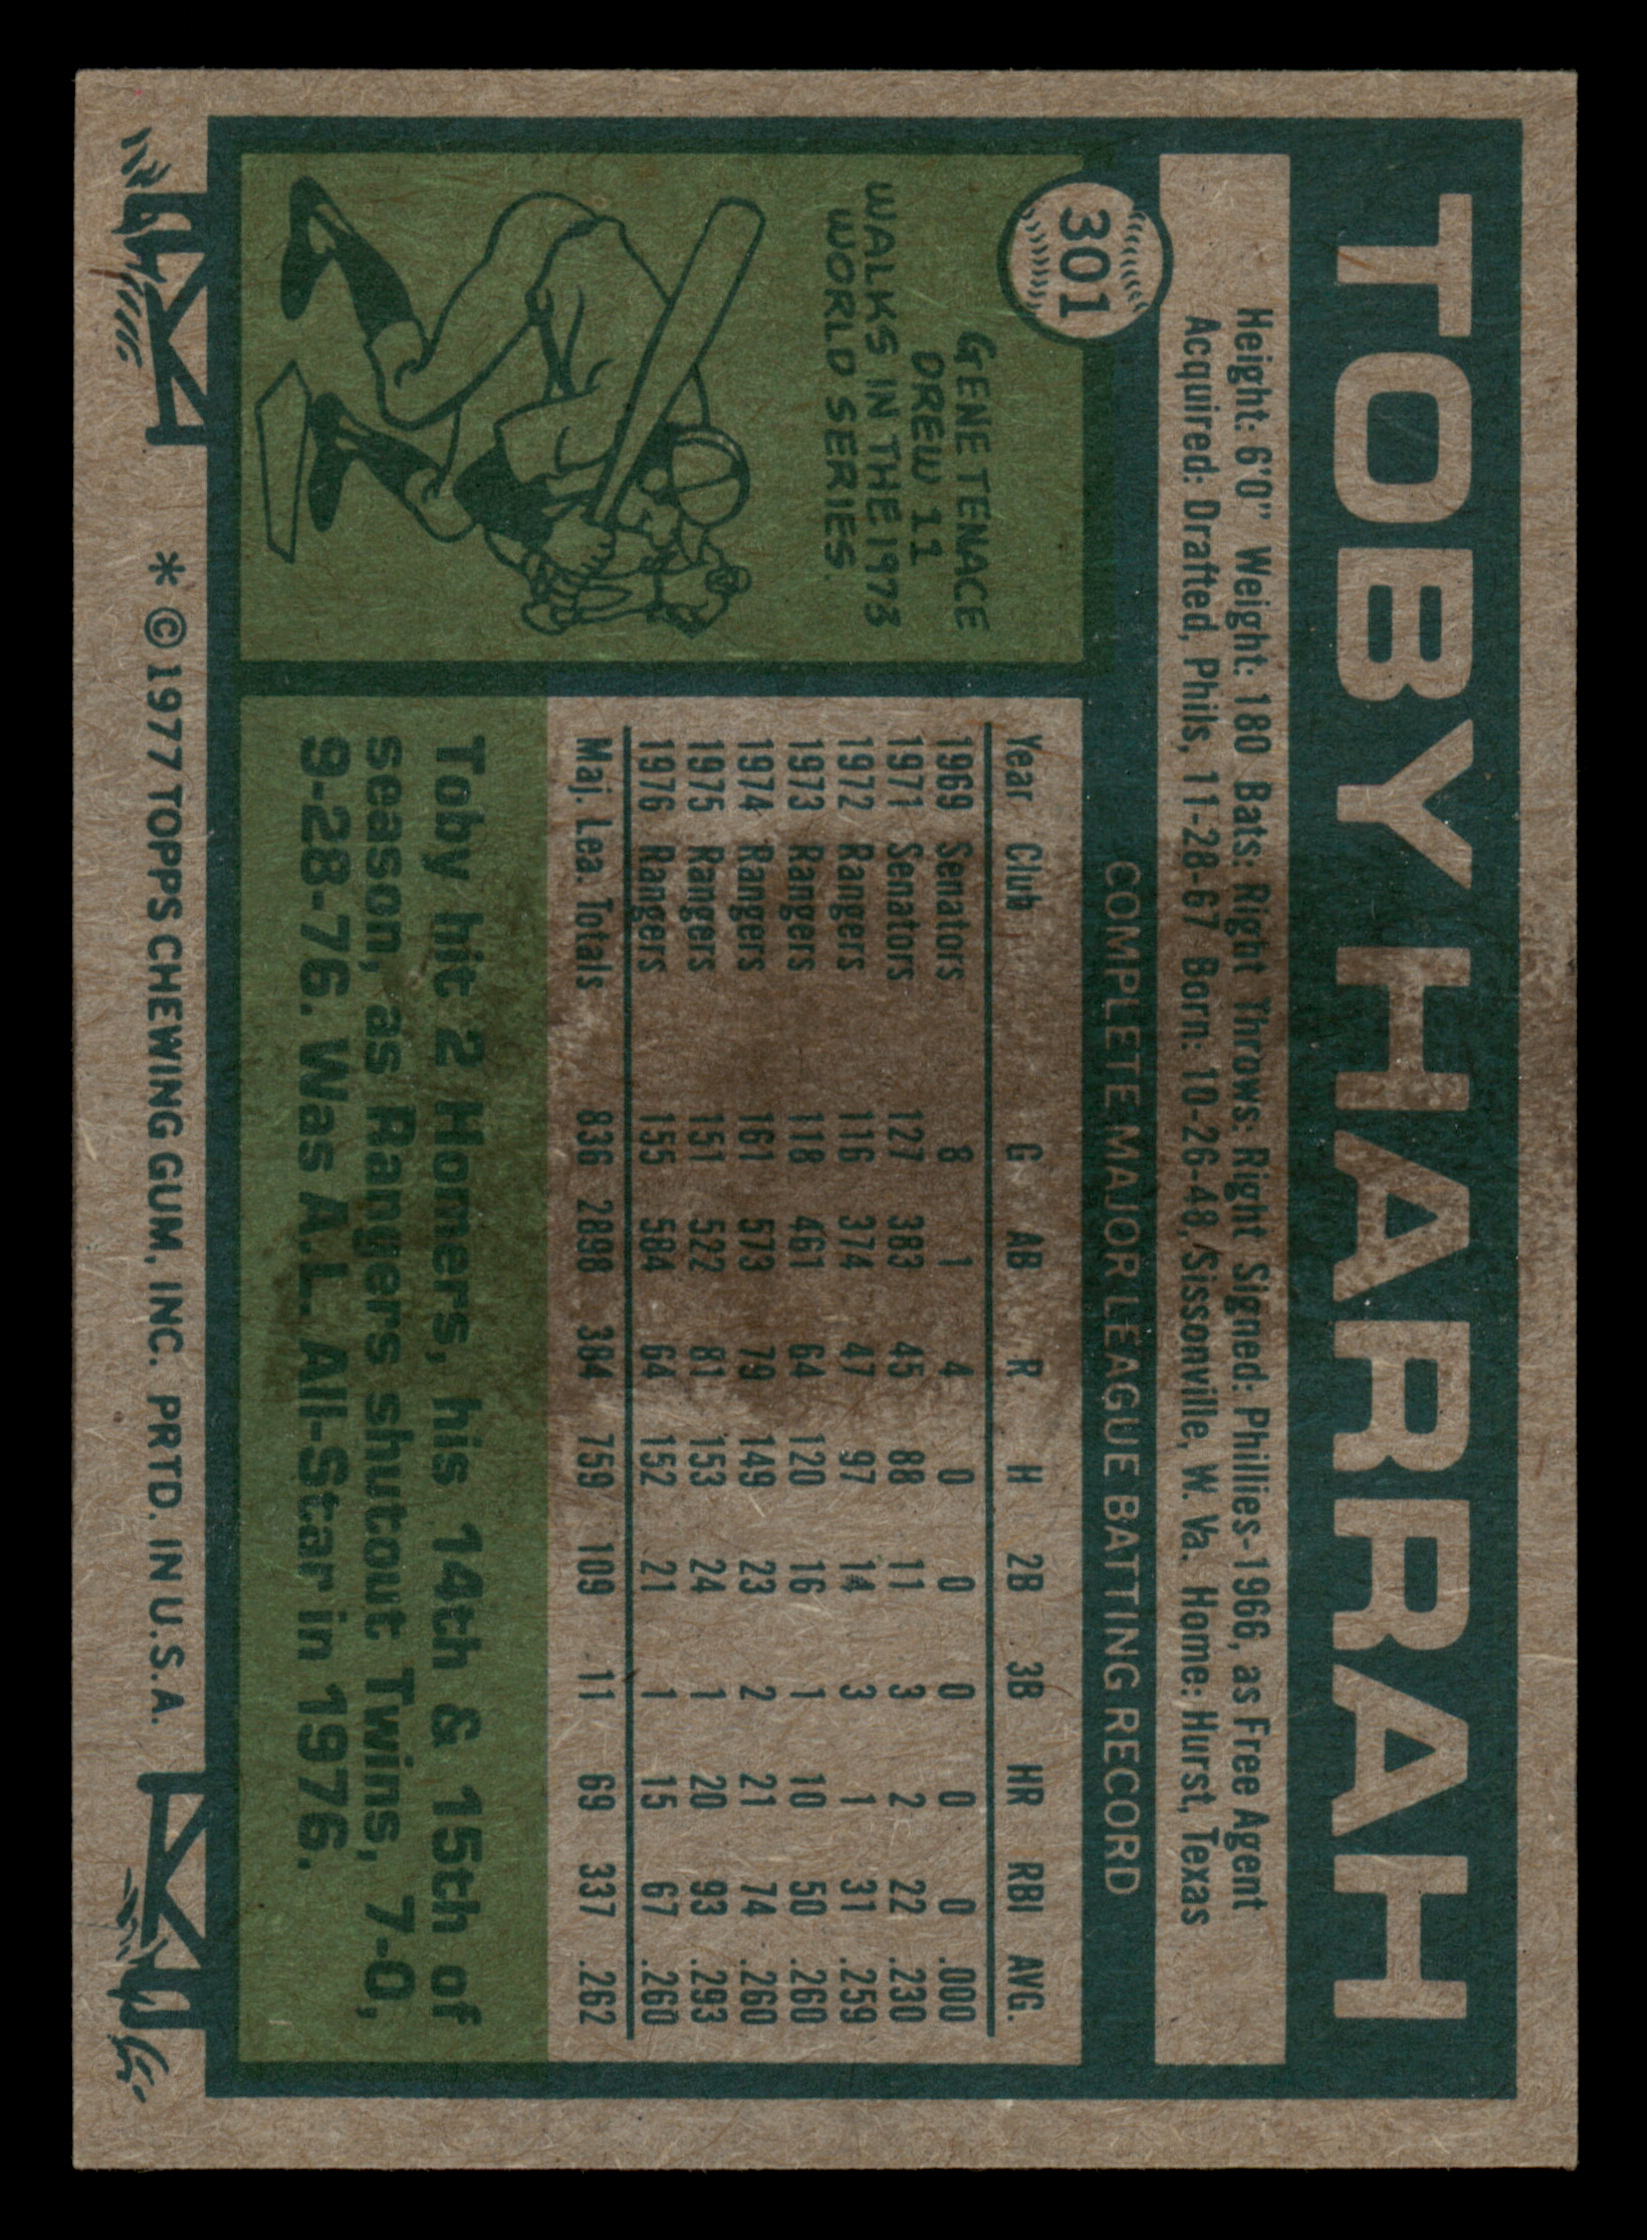 TOBY HARRAH
Height: 6'0" Weight: 180 Bats: Right Throws: Right Signed: Phillies-1966, as Free Agent
Acquired: Drafted, Phils, 11-28-67 Born: 10-26-48, Sissonville, W. Va. Home: Hurst, Texas
301
COMPLETE MAJOR LEAGUE BATTING RECORD
GENE TENACE
DREW 11
WALKS IN THE 1973
WORLD SERIES.
Year Club G AB R H 2B 3B HR RBI AVG.
1969 Senators 8 1 4 0 0 0 0 0 .000
1971 Senators 127 383 45 88 11 3 2 22 .230
1972 Rangers 116 374 47 97 14 3 1 31 .259
1973 Rangers 118 461 64 120 16 1 10 50 .260
1974 Rangers 161 573 79 149 23 2 21 74 .260
1975 Rangers 151 522 81 153 24 1 20 93 .293
1976 Rangers 155 584 64 152 21 1 15 67 .260
Maj. Lea. Totals 836 2898 384 759 109 11 69 337 .262
Toby hit 2 Homers, his 14th & 15th of
season, as Rangers shutout Twins, 7-0,
9-28-76. Was A.L. All-Star in 1976.
* © 1977 TOPPS CHEWING GUM, INC. PRTD. IN U.S.A.